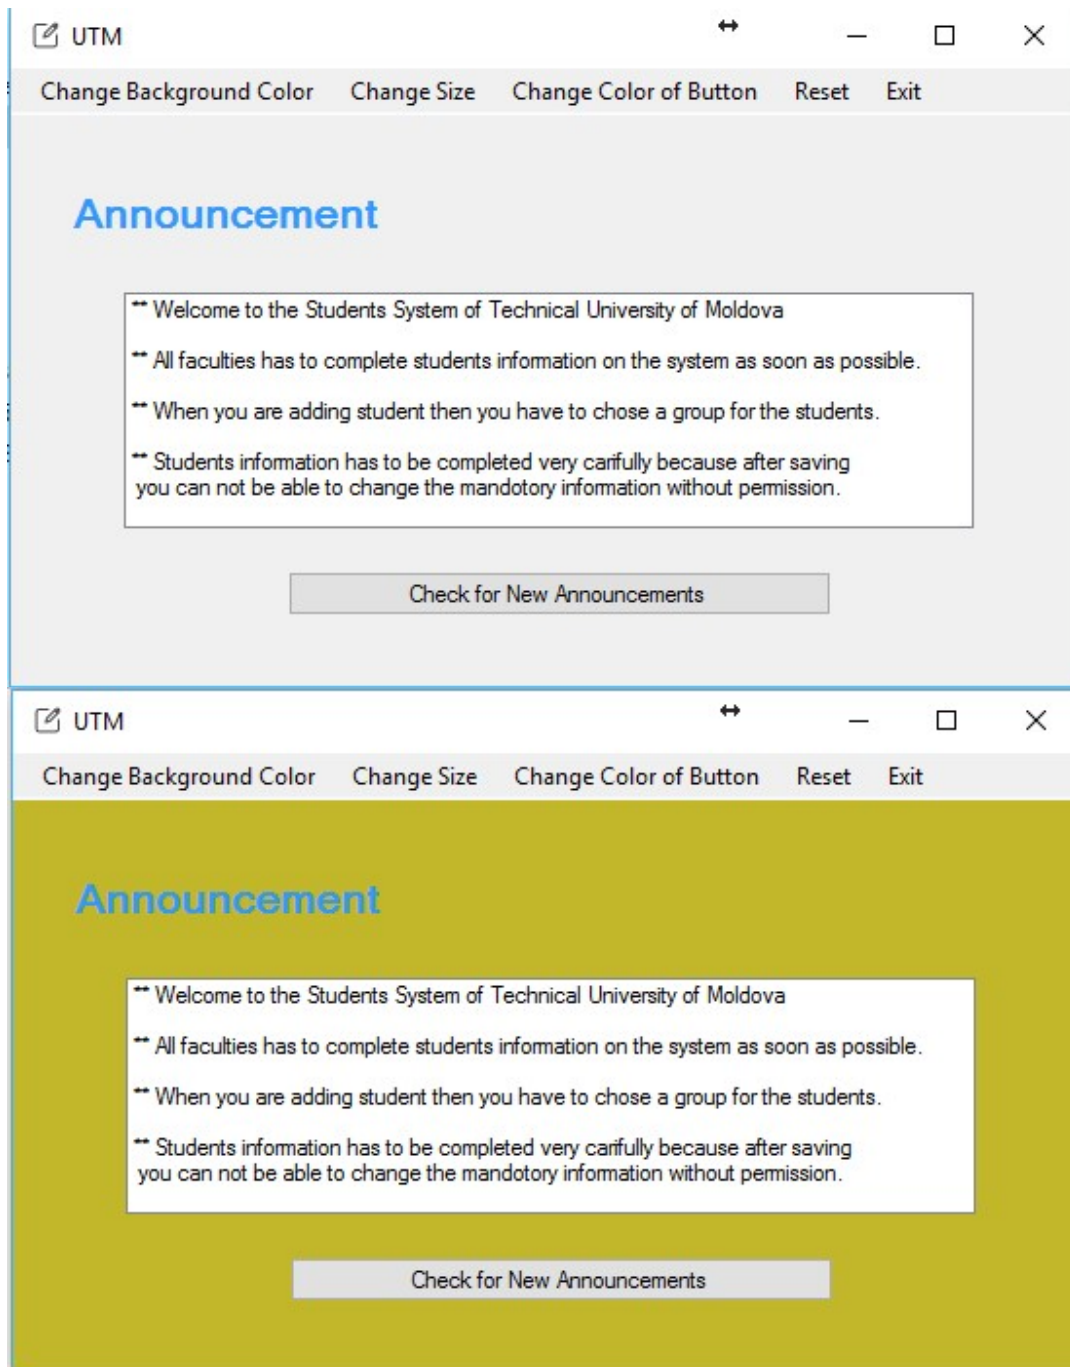 UTM
Change Background Color Change Size Change Color of Button Reset Exit
Announcement
** Welcome to the Students System of Technical University of Moldova
** All faculties has to complete students information on the system as soon as possible.
** When you are adding student then you have to chose a group for the students.
** Students information has to be completed very carifully because after saving
you can not be able to change the mandotory information without permission.
Check for New Announcements
UTM
Change Background Color Change Size Change Color of Button Reset Exit
Announcement
** Welcome to the Students System of Technical University of Moldova
** All faculties has to complete students information on the system as soon as possible.
** When you are adding student then you have to chose a group for the students.
** Students information has to be completed very carifully because after saving
you can not be able to change the mandotory information without permission.
Check for New Announcements